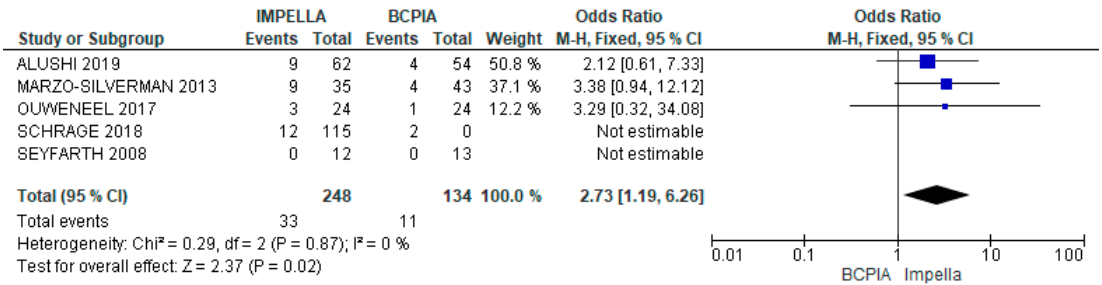 IMPELLA BCPIA Odds Ratio Odds Ratio
Study or Subgroup Events Total Events Total Weight M-H, Fixed, 95 % CI M-H, Fixed, 95 % CI
ALUSHI 2019 9 62 4 54 50.8 % 2.12 [0.61, 7.33]
MARZO-SILVERMAN 2013 9 35 4 43 37.1 % 3.38 [0.94, 12.12]
OUWENEEL 2017 3 24 1 24 12.2 % 3.29 [0.32, 34.08]
SCHRAGE 2018 12 115 2 0 Not estimable
SEYFARTH 2008 0 12 0 13 Not estimable
Total (95 % CI) 248 134 100.0 % 2.73 [1.19, 6.26]
Total events 33 11
Heterogeneity: Chi² = 0.29, df = 2 (P = 0.87); I² = 0 %
Test for overall effect: Z = 2.37 (P = 0.02)
0.01 0.1 1 10 100
BCPIA Impella